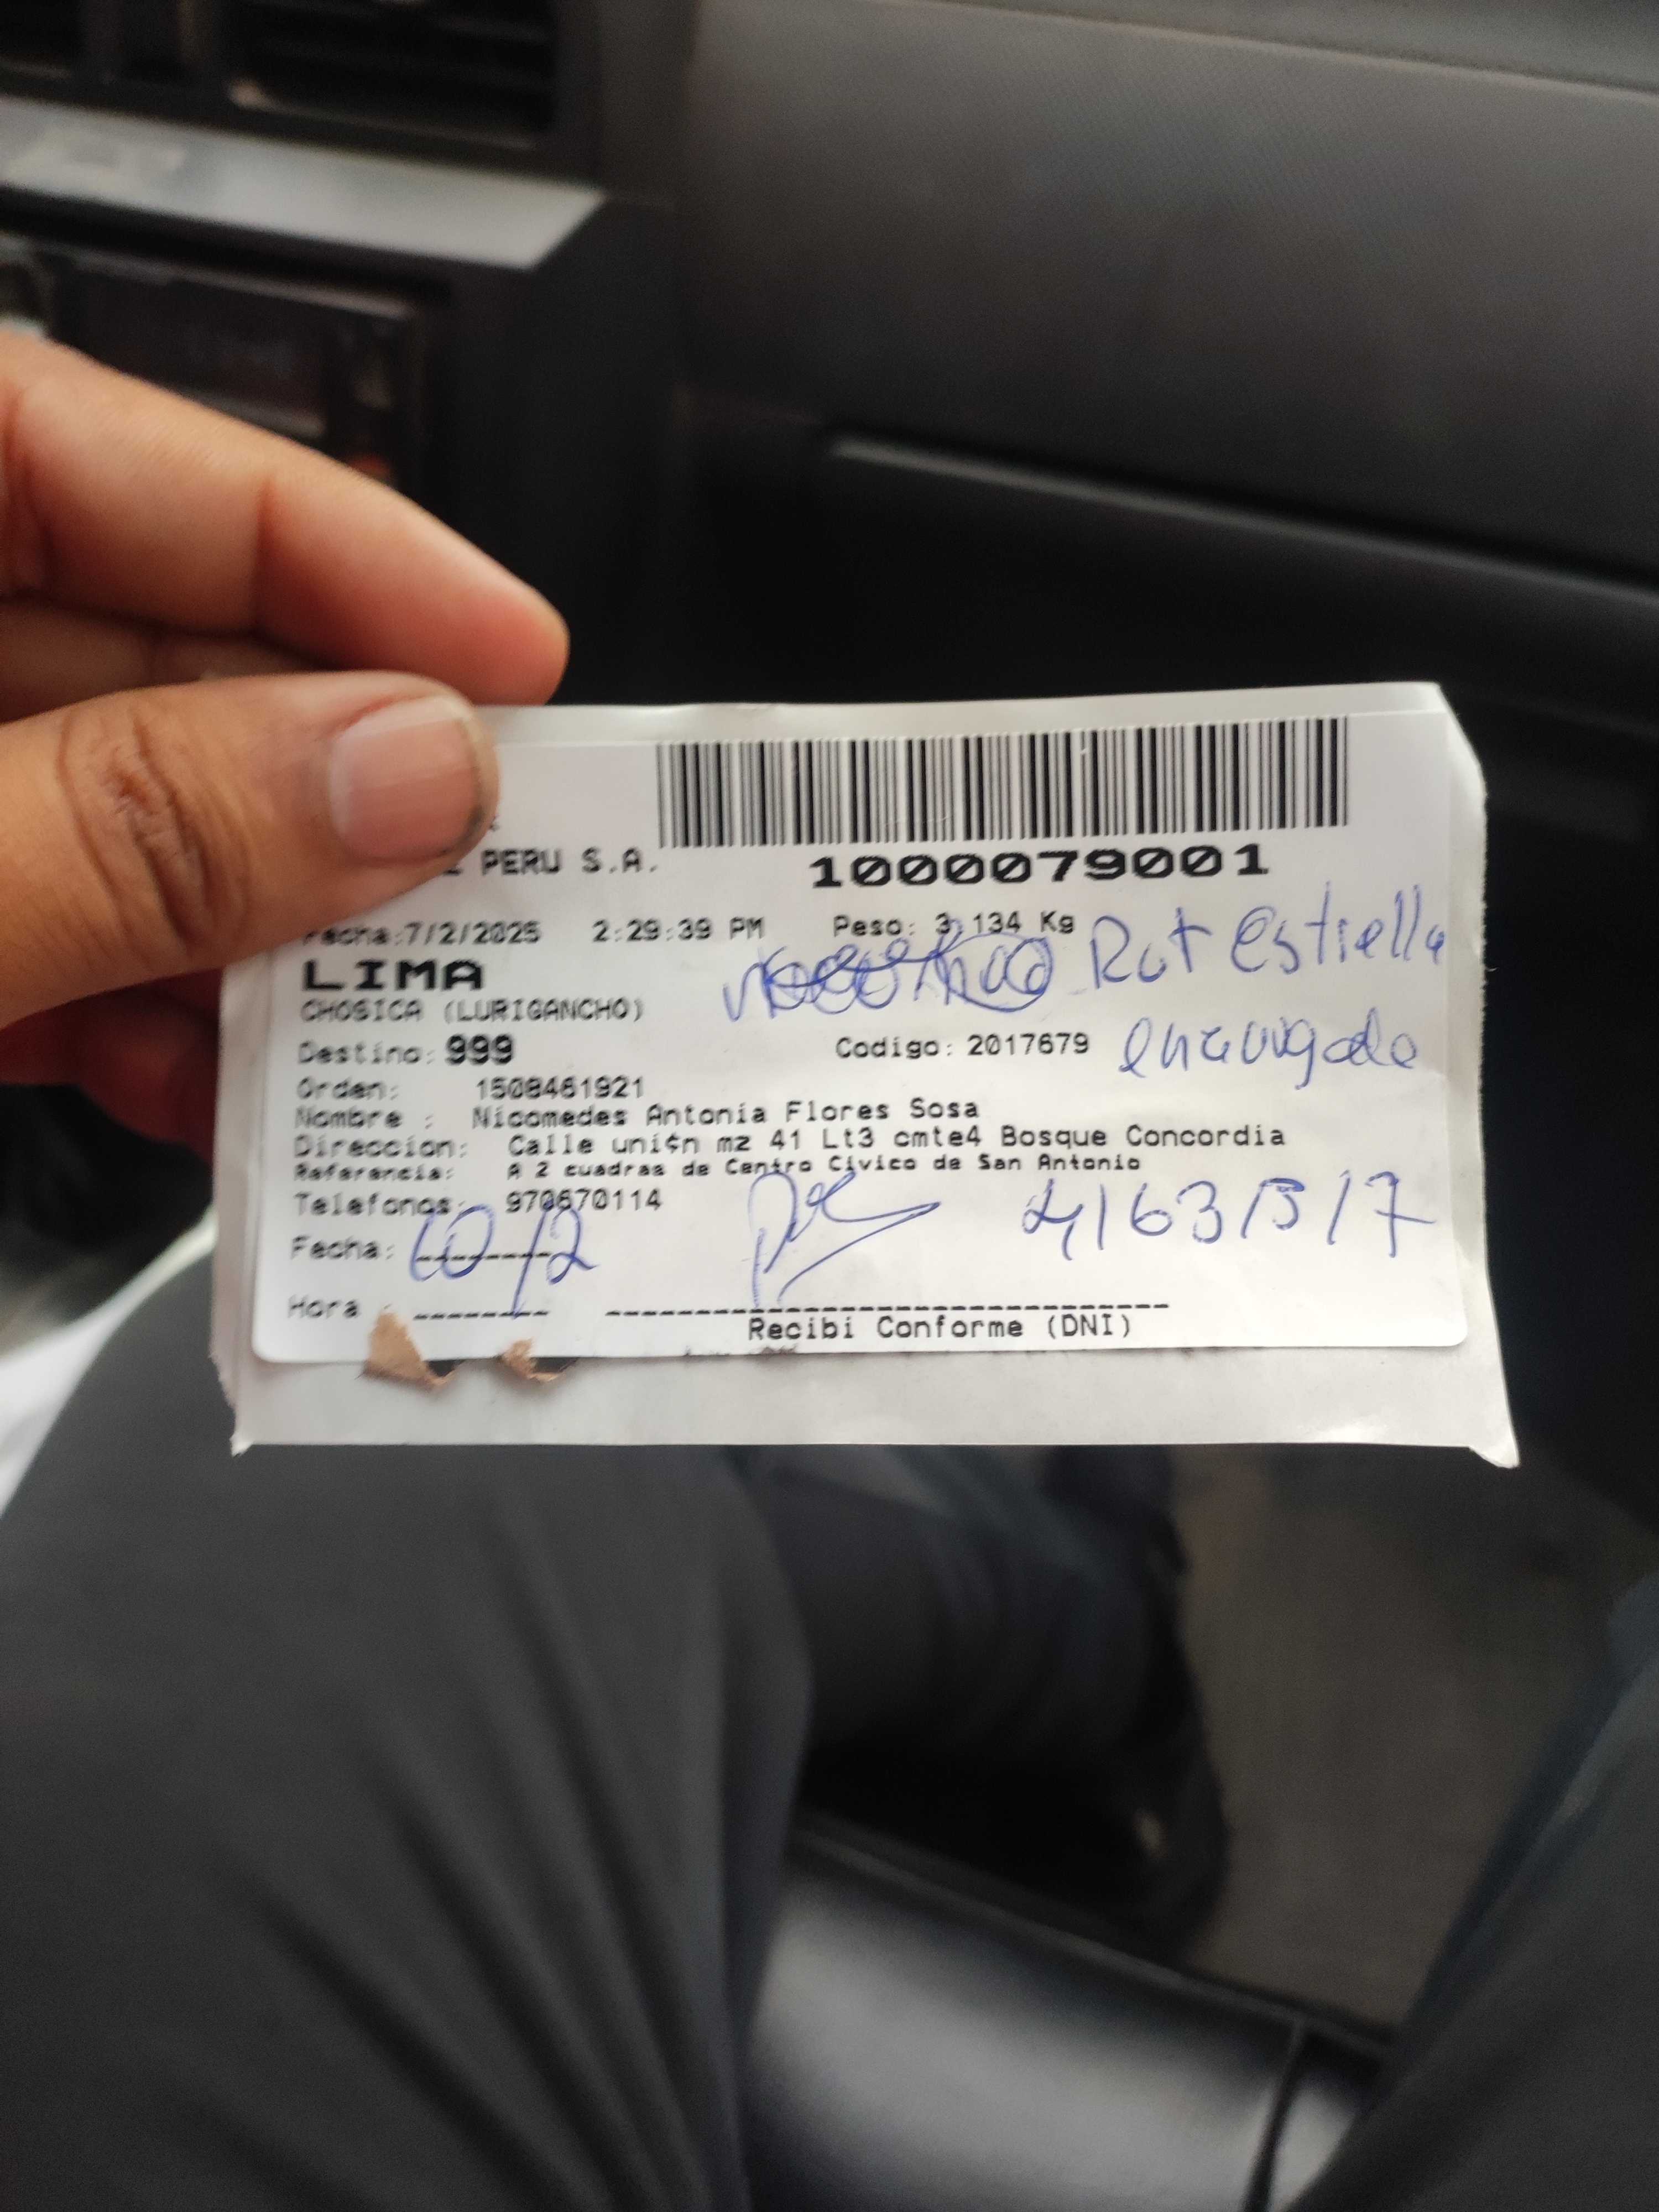 PERU S.A.
1000079001
Fecha:7/2/2025 2:29:39 PM Peso: 3,134 Kg
LIMA
Rut Estrella
CHOSICA (LURIGANCHO)
Destino: 999 Codigo: 2017679
encargada
Orden: 1508461921
Nombre : Nicomedes Antonia Flores Sosa
Direccion: Calle uni¢n mz 41 Lt3 cmte4 Bosque Concordia
Referencia: A 2 cuadras de Centro Civico de San Antonio
Telefonos: 970670114
Fecha: 10/2 4163157
Hora :
Recibi Conforme (DNI)